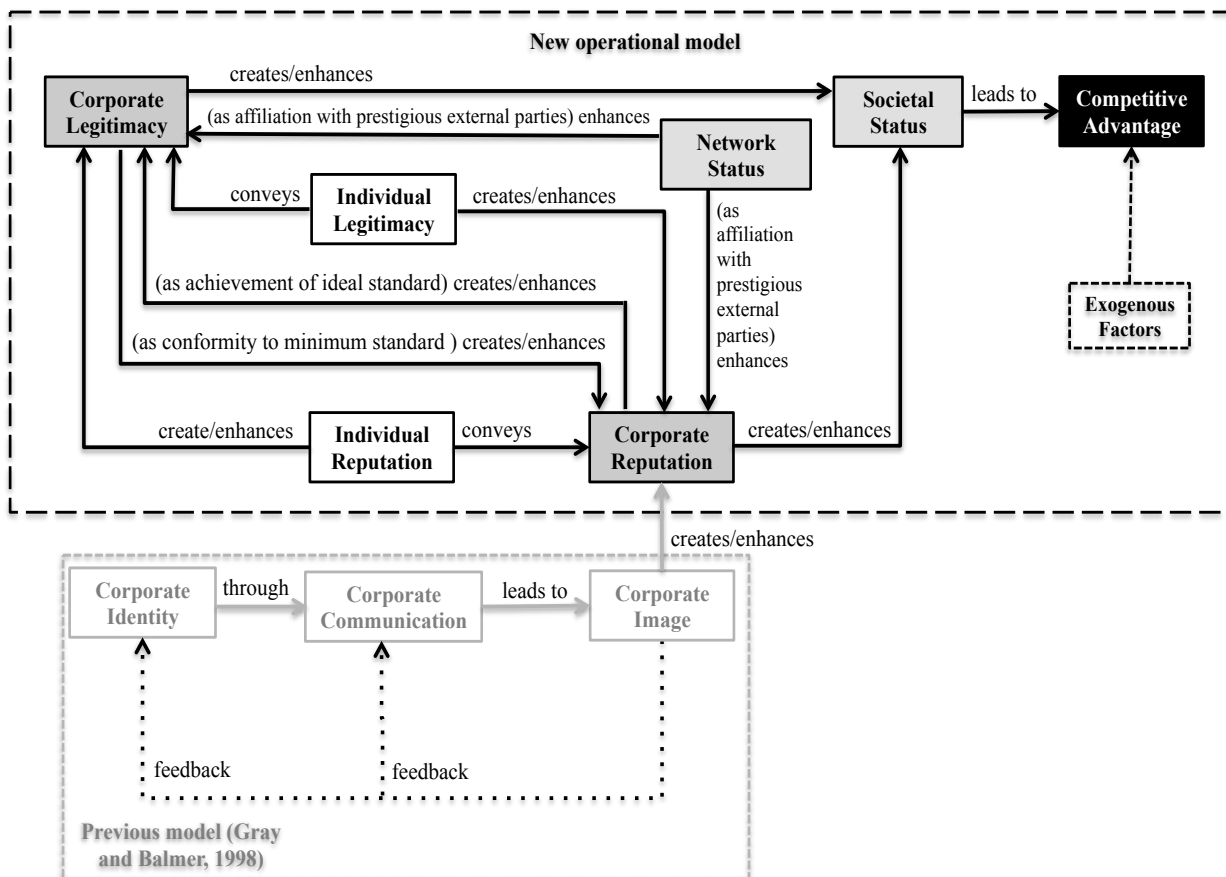 New operational model
creates/enhances
Corporate
Legitimacy
Societal
Status
leads to
Competitive
Advantage
(as affiliation with prestigious external parties) enhances
Network
Status
conveys
Individual
Legitimacy
creates/enhances
(as
affiliation
with
prestigious
external
parties)
enhances
(as achievement of ideal standard) creates/enhances
Exogenous
Factors
(as conformity to minimum standard ) creates/enhances
create/enhances
Individual
Reputation
conveys
Corporate
Reputation
creates/enhances
creates/enhances
Corporate
Identity
through
Corporate
Communication
leads to
Corporate
Image
feedback
feedback
Previous model (Gray
and Balmer, 1998)